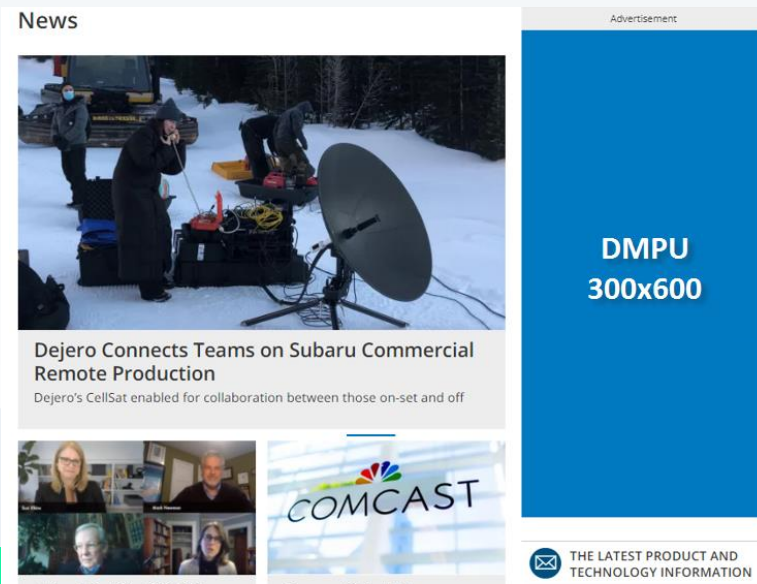 News
Advertisement
DMPU
300x600
Dejero Connects Teams on Subaru Commercial
Remote Production
Dejero's CellSat enabled for collaboration between those on-set and off
COMCAST
THE LATEST PRODUCT AND
TECHNOLOGY INFORMATION